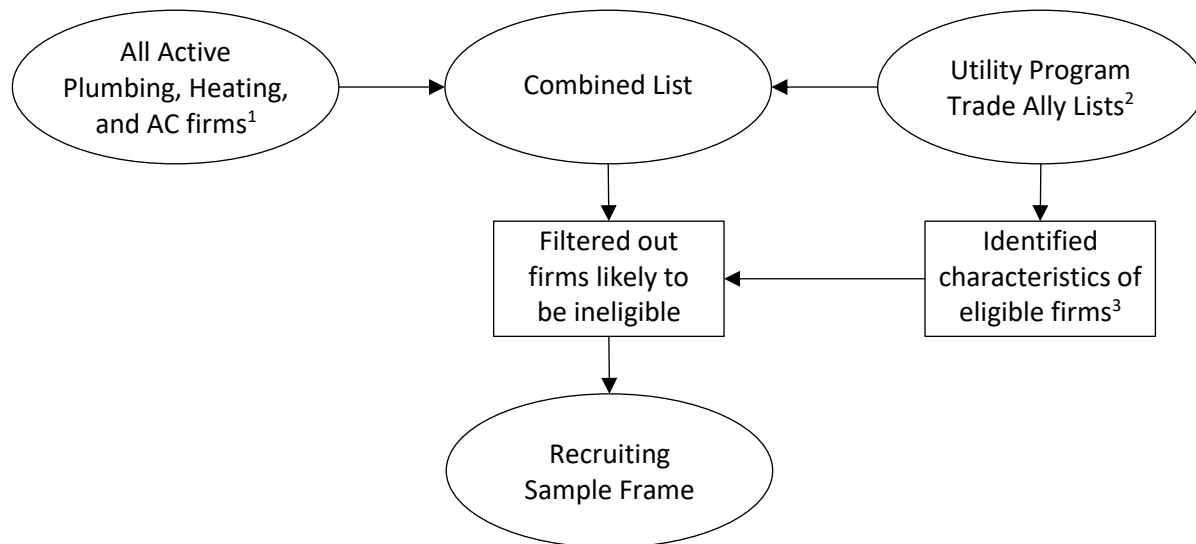 All Active
Plumbing, Heating,
and AC firms¹
Combined List
Utility Program
Trade Ally Lists²
Filtered out
firms likely to
be ineligible
Identified
characteristics of
eligible firms³
Recruiting
Sample Frame